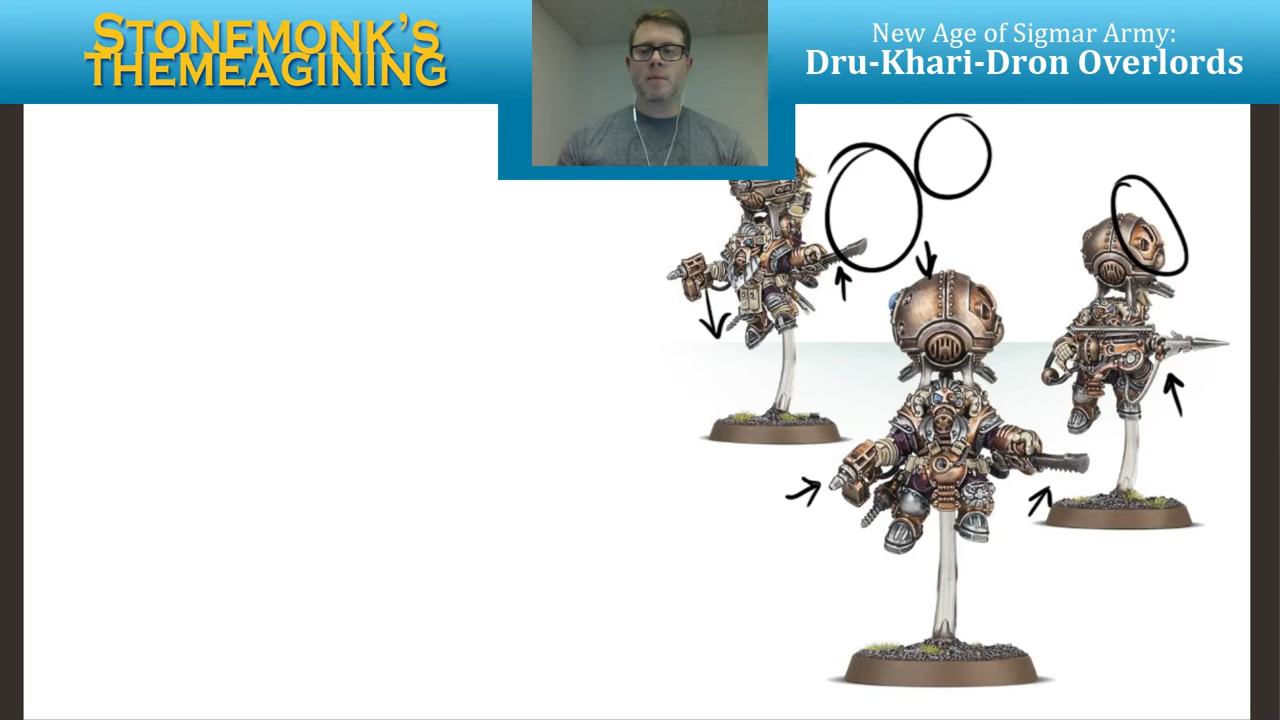 STONEMONK'S
THEMEAGINING
New Age of Sigmar Army:
Dru-Khari-Dron Overlords